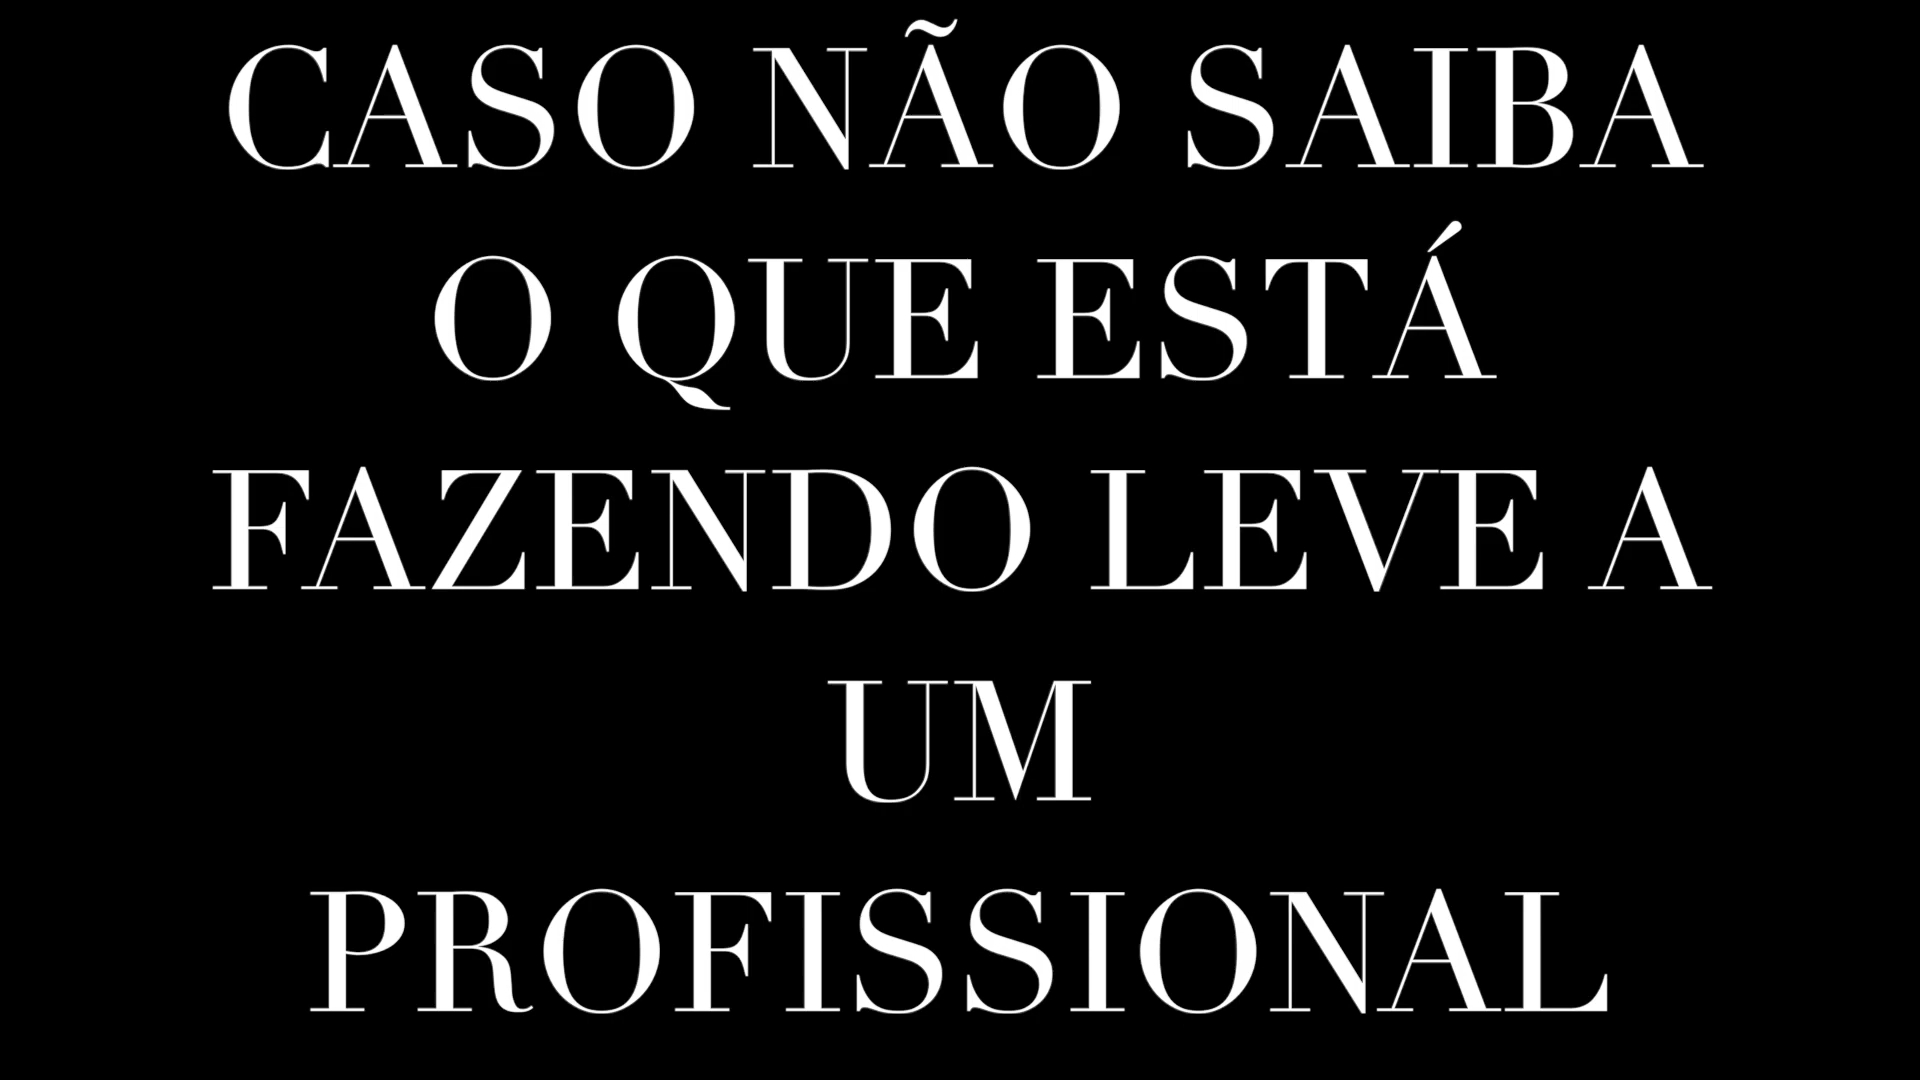 CASO NÃO SAIBA
O QUE ESTÁ
FAZENDO LEVE A
UM
PROFISSIONAL